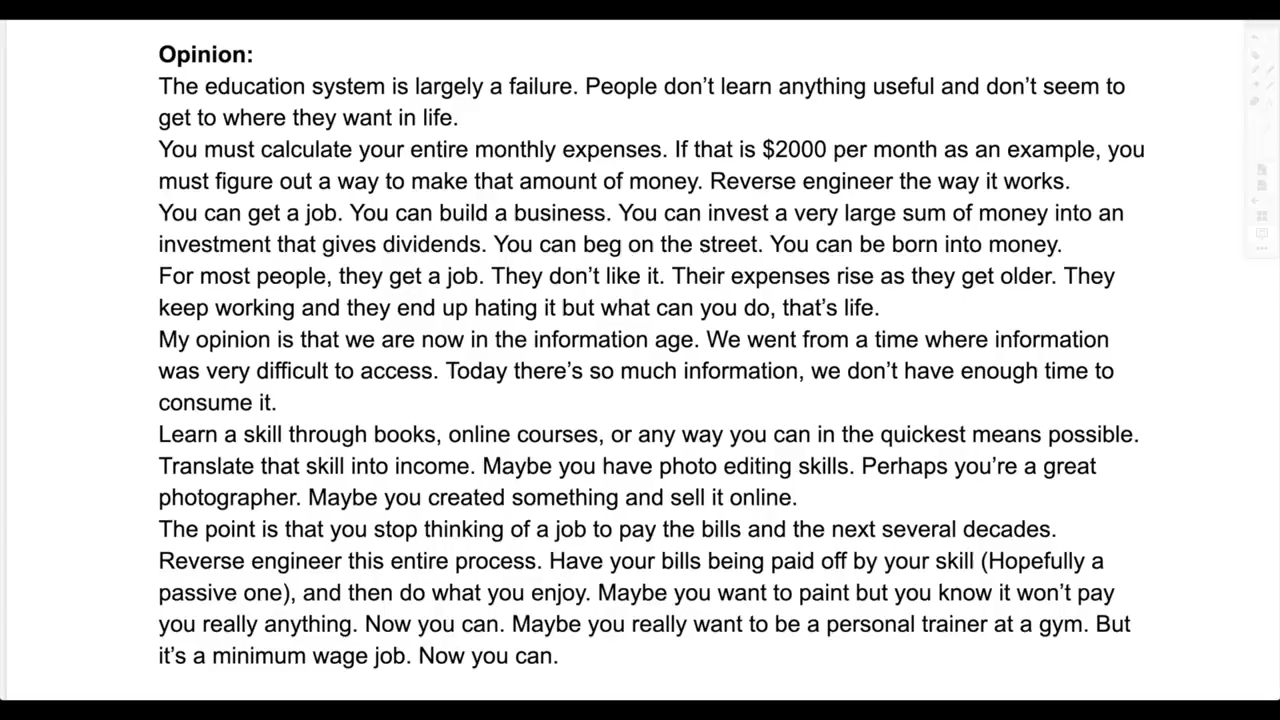 Opinion:
The education system is largely a failure. People don’t learn anything useful and don’t seem to
get to where they want in life.
You must calculate your entire monthly expenses. If that is $2000 per month as an example, you
must figure out a way to make that amount of money. Reverse engineer the way it works.
You can get a job. You can build a business. You can invest a very large sum of money into an
investment that gives dividends. You can beg on the street. You can be born into money.
For most people, they get a job. They don’t like it. Their expenses rise as they get older. They
keep working and they end up hating it but what can you do, that’s life.
My opinion is that we are now in the information age. We went from a time where information
was very difficult to access. Today there’s so much information, we don’t have enough time to
consume it.
Learn a skill through books, online courses, or any way you can in the quickest means possible.
Translate that skill into income. Maybe you have photo editing skills. Perhaps you’re a great
photographer. Maybe you created something and sell it online.
The point is that you stop thinking of a job to pay the bills and the next several decades.
Reverse engineer this entire process. Have your bills being paid off by your skill (Hopefully a
passive one), and then do what you enjoy. Maybe you want to paint but you know it won’t pay
you really anything. Now you can. Maybe you really want to be a personal trainer at a gym. But
it’s a minimum wage job. Now you can.